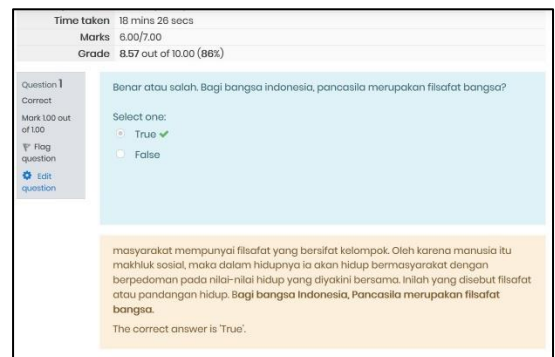 Time taken 18 mins 26 secs
Marks 6.00/7.00
Grade 8.57 out of 10.00 (86%)
Question 1
Correct
Mark 1.00 out
of 1.00
Flag
question
Edit
question
Benar atau salah. Bagi bangsa indonesia, pancasila merupakan filsafat bangsa?
Select one:
True
False
masyarakat mempunyai filsafat yang bersifat kelompok. Oleh karena manusia itu
makhluk sosial, maka dalam hidupnya ia akan hidup bermasyarakat dengan
berpedoman pada nilai-nilai hidup yang diyakini bersama. Inilah yang disebut filsafat
atau pandangan hidup. Bagi bangsa Indonesia, Pancasila merupakan filsafat
bangsa.
The correct answer is 'True'.